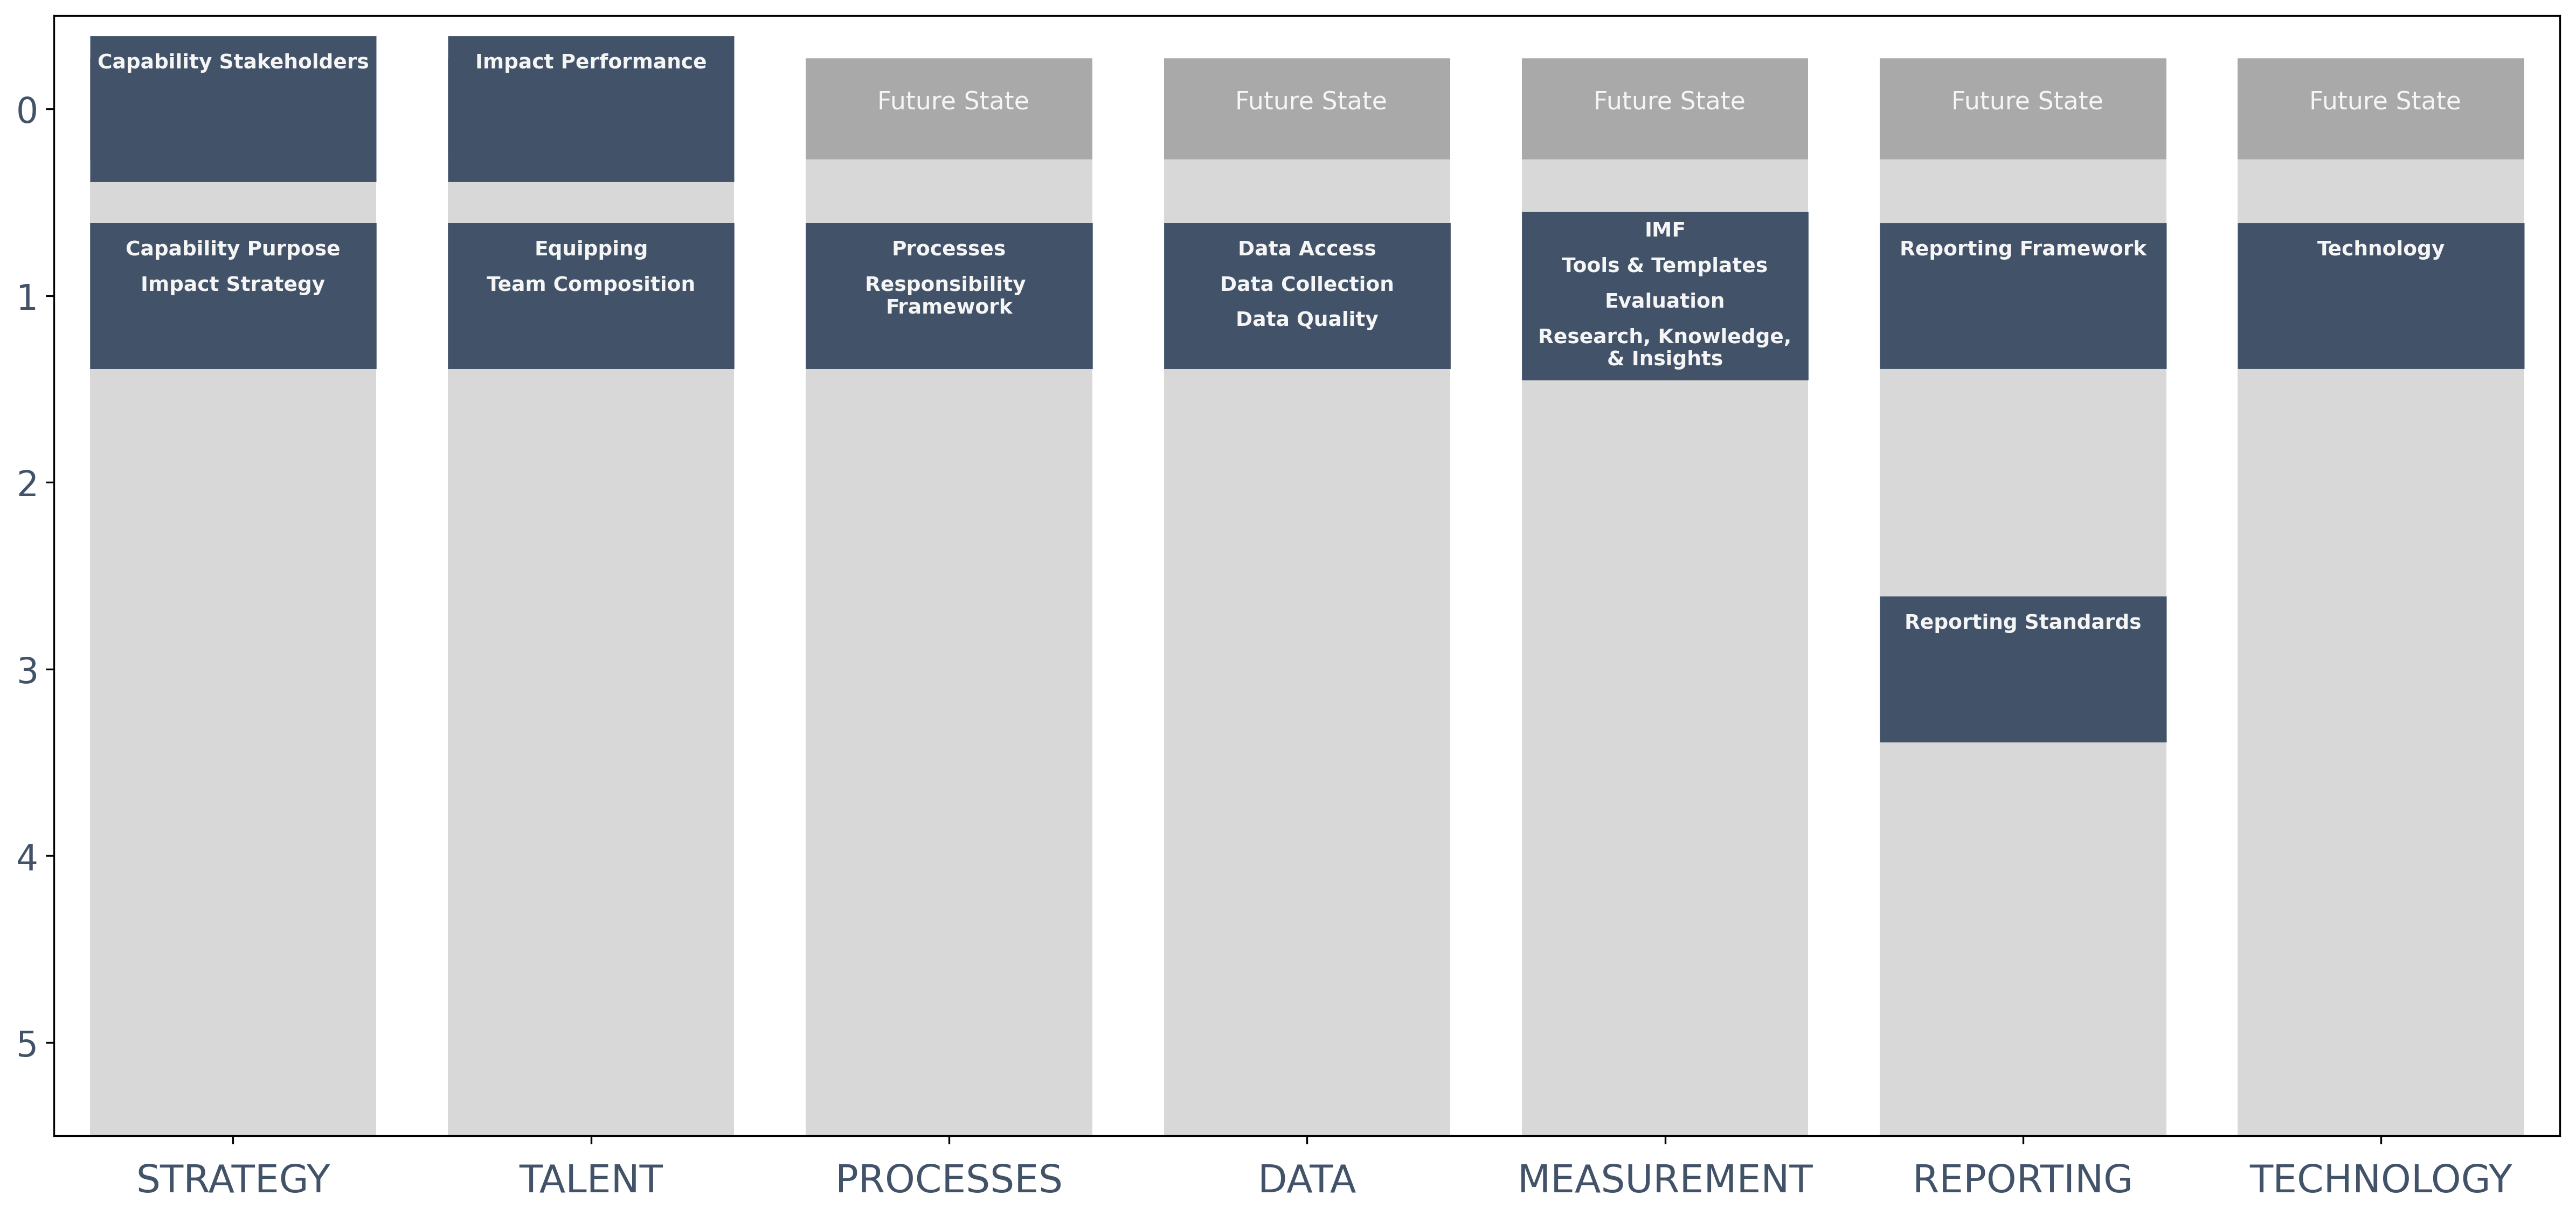 Capability Stakeholders
Impact Performance
0
Future State
Future State
Future State
Future State
Future State
1
Capability Purpose
Impact Strategy
Equipping
Team Composition
Processes
Responsibility
Framework
Data Access
Data Collection
Data Quality
IMF
Tools & Templates
Evaluation
Research, Knowledge,
& Insights
Reporting Framework
Technology
2
3
Reporting Standards
4
5
STRATEGY
TALENT
PROCESSES
DATA
MEASUREMENT
REPORTING
TECHNOLOGY